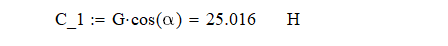 C_1 := G·cos(α) = 25.016 H